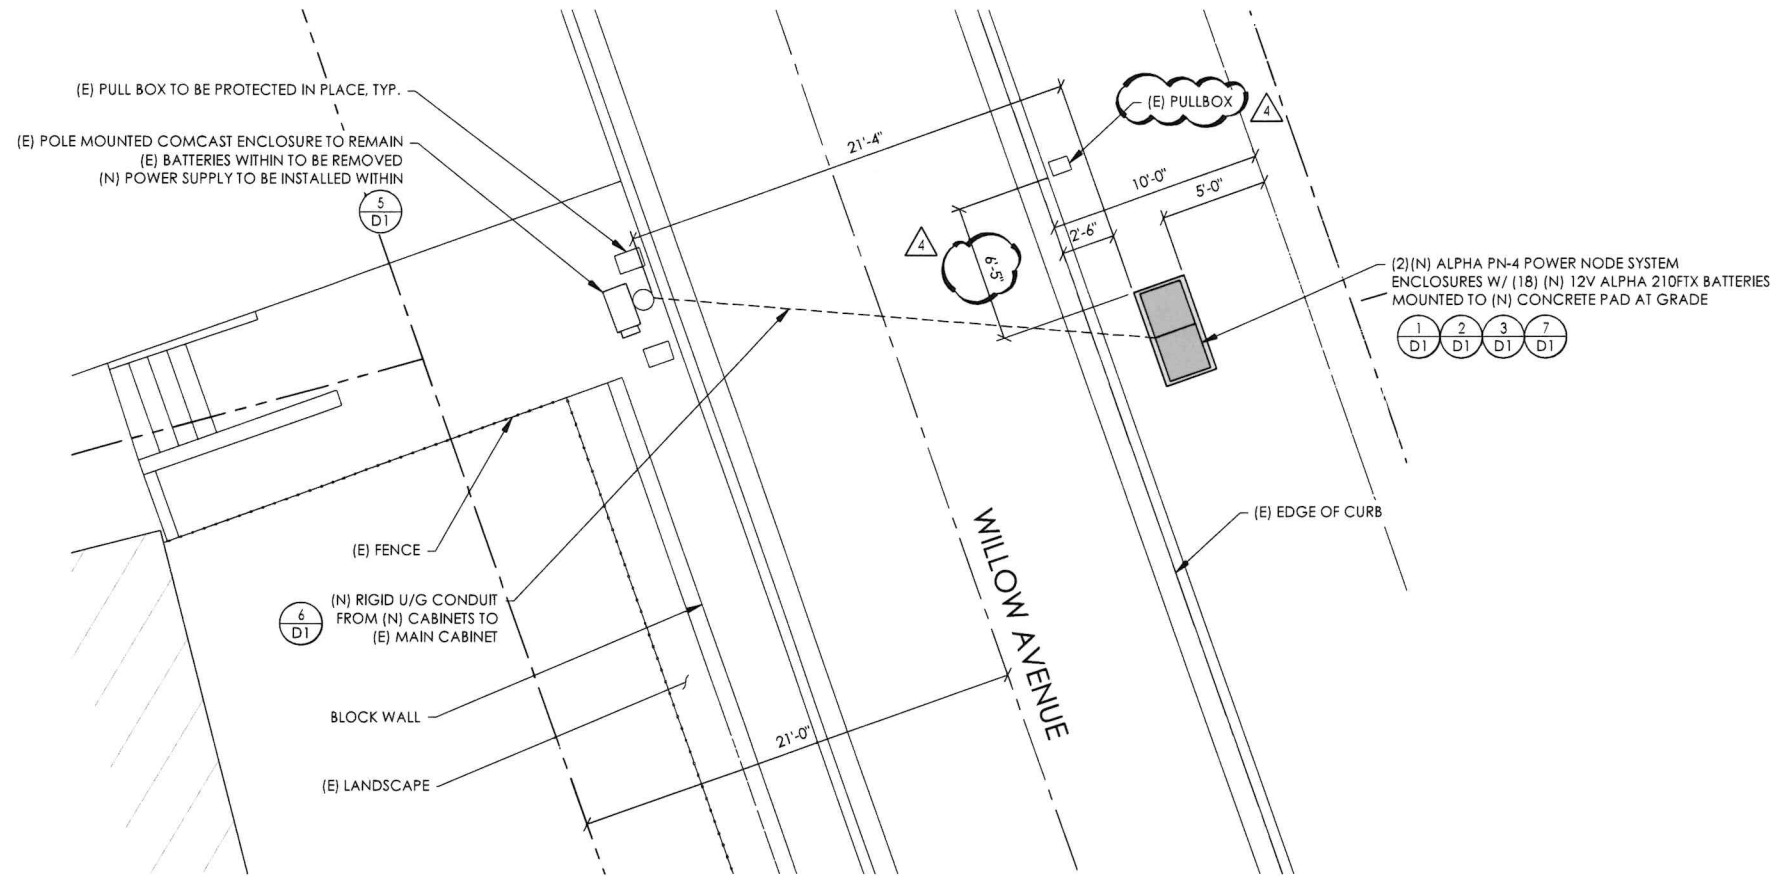 (E) PULL BOX TO BE PROTECTED IN PLACE, TYP.
(E) POLE MOUNTED COMCAST ENCLOSURE TO REMAIN
(E) BATTERIES WITHIN TO BE REMOVED
(N) POWER SUPPLY TO BE INSTALLED WITHIN
5
D1
21'-4"
(E) PULLBOX
4
10'-0"
5'-0"
2'-6"
4
6'-5"
(2)(N) ALPHA PN-4 POWER NODE SYSTEM
ENCLOSURES W/ (18) (N) 12V ALPHA 210FTX BATTERIES
MOUNTED TO (N) CONCRETE PAD AT GRADE
1
D1
2
D1
3
D1
7
D1
(E) EDGE OF CURB
(E) FENCE
(N) RIGID U/G CONDUIT
FROM (N) CABINETS TO
(E) MAIN CABINET
6
D1
WILLOW AVENUE
BLOCK WALL
21'-0"
(E) LANDSCAPE